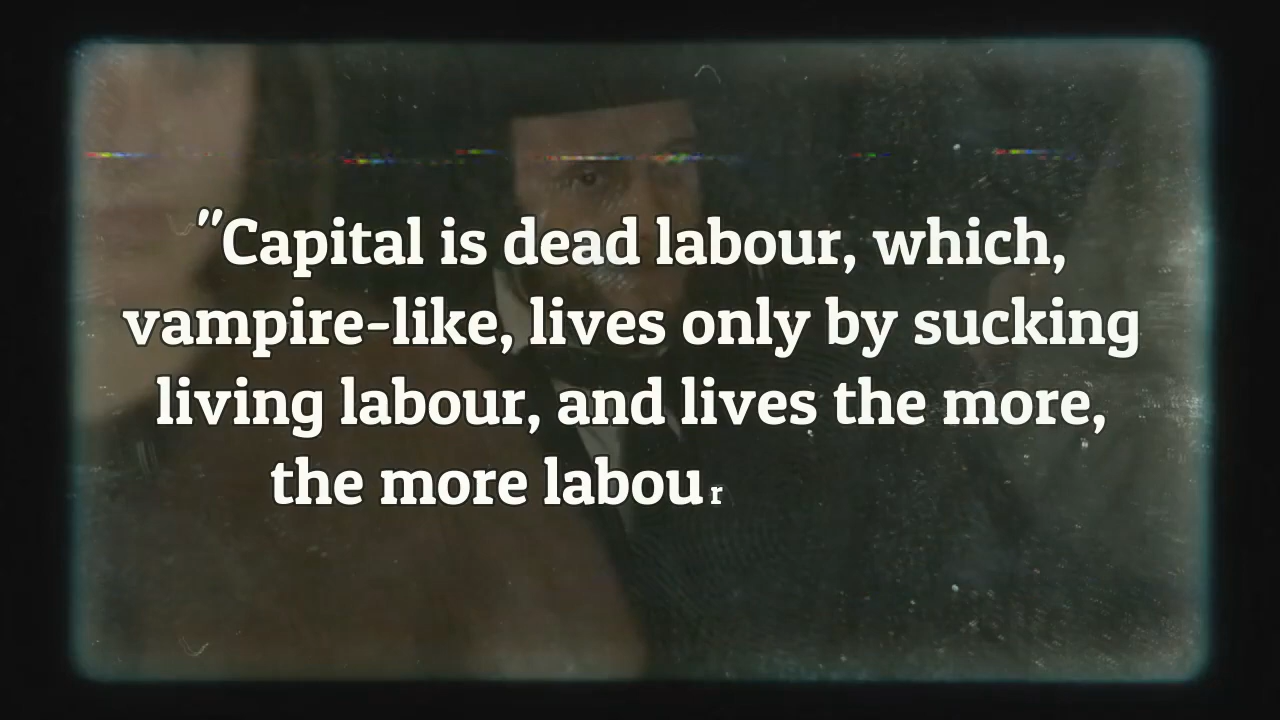 "Capital is dead labour, which,
vampire-like, lives only by sucking
living labour, and lives the more,
the more labour